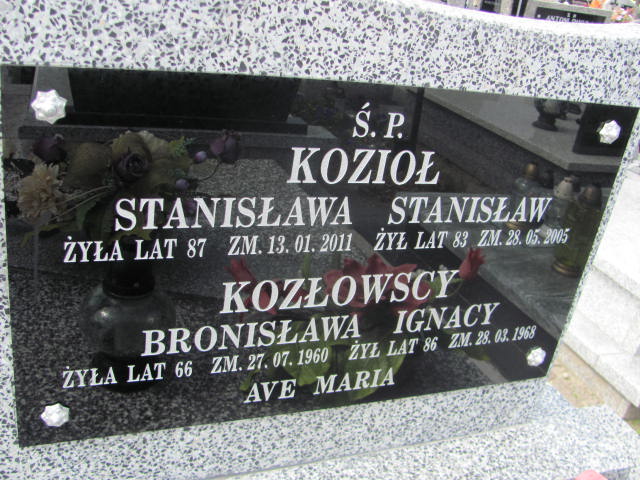 Ś. P.
KOZIOŁ
STANISŁAWA STANISŁAW
ŻYŁA LAT 87 ZM. 13. 01. 2011 ŻYŁ LAT 83 ZM. 28. 05. 2005
KOZŁOWSCY
BRONISŁAWA IGNACY
ŻYŁA LAT 66 ZM. 27. 07. 1960 ŻYŁ LAT 86 ZM. 28. 03. 1968
AVE MARIA